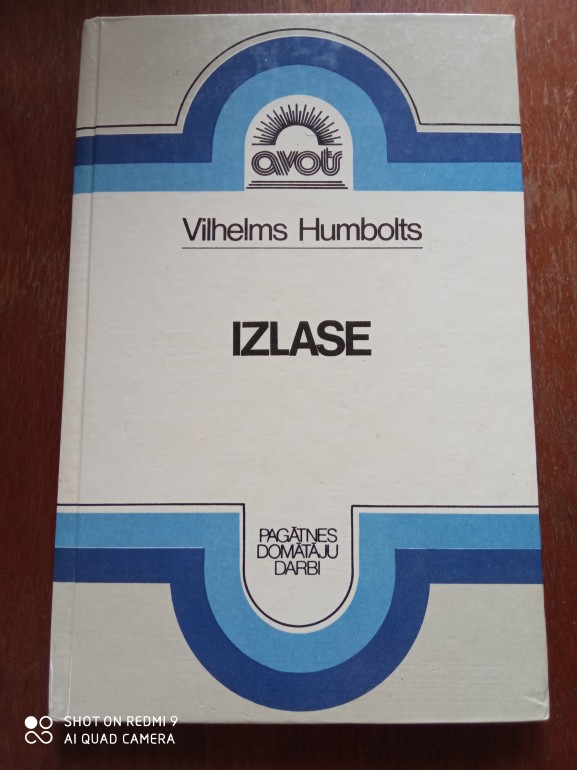 avots
Vilhelms Humbolts
IZLASE
PAGĀTNES
DOMĀTĀJU
DARBI
SHOT ON REDMI 9
AI QUAD CAMERA